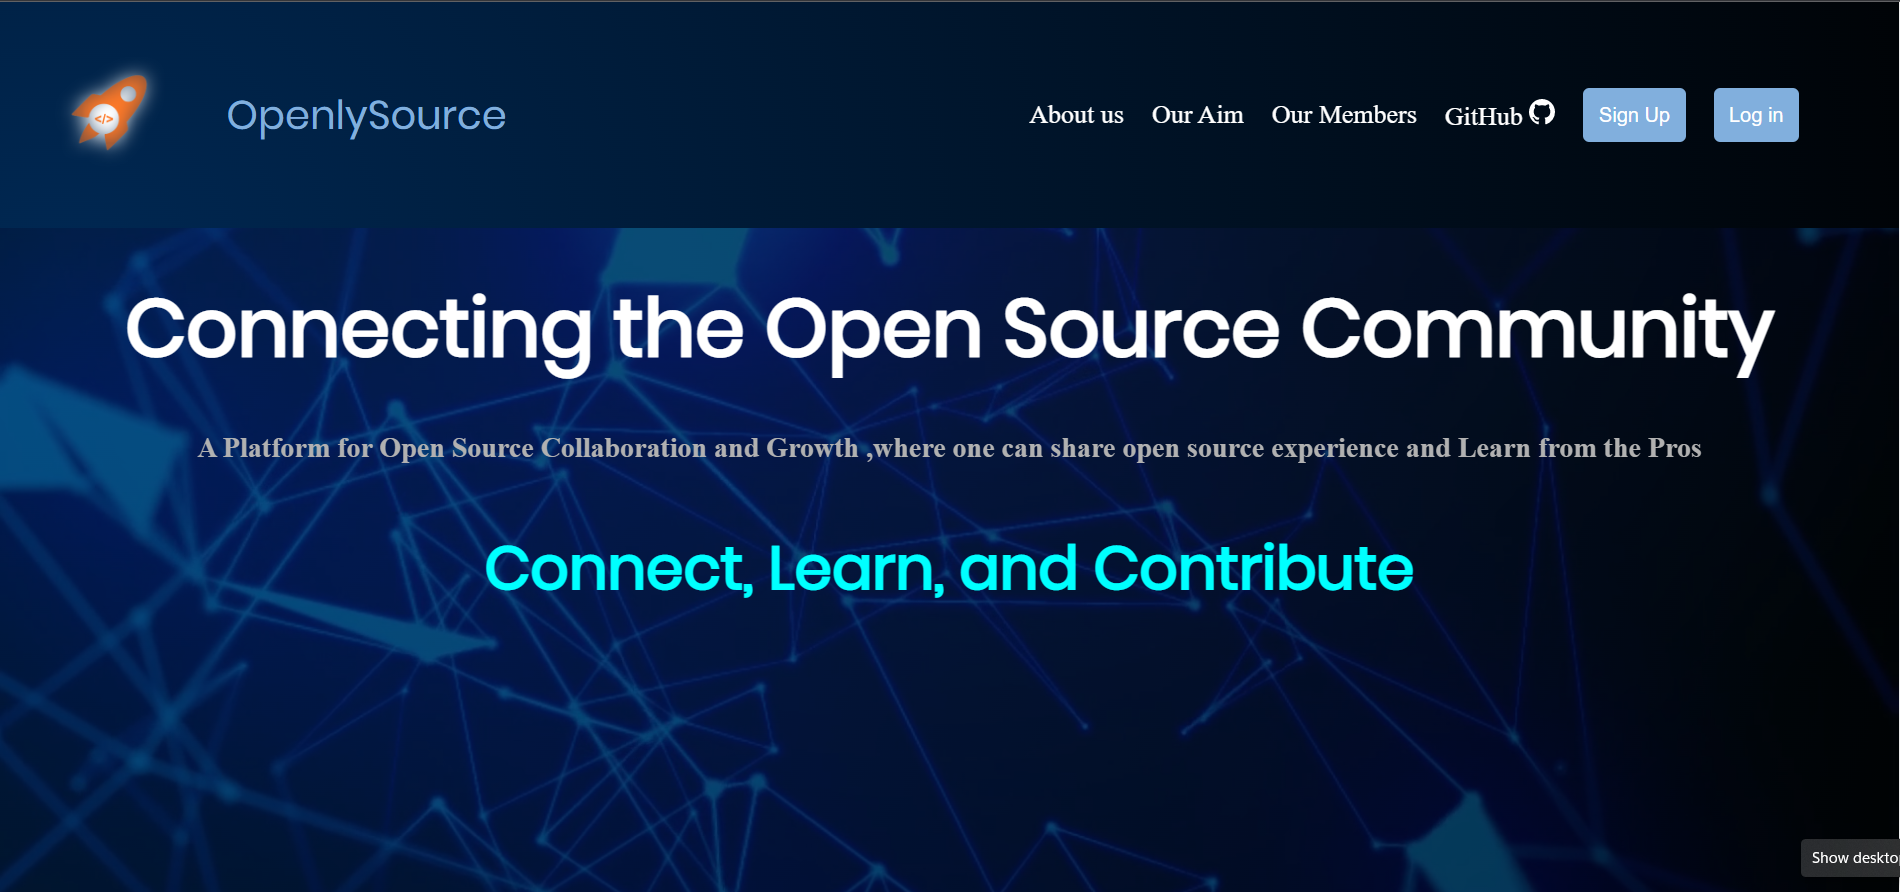 </>
OpenlySource
About us Our Aim Our Members GitHub Sign Up Log in
Connecting the Open Source Community
A Platform for Open Source Collaboration and Growth ,where one can share open source experience and Learn from the Pros
Connect, Learn, and Contribute
Show deskto